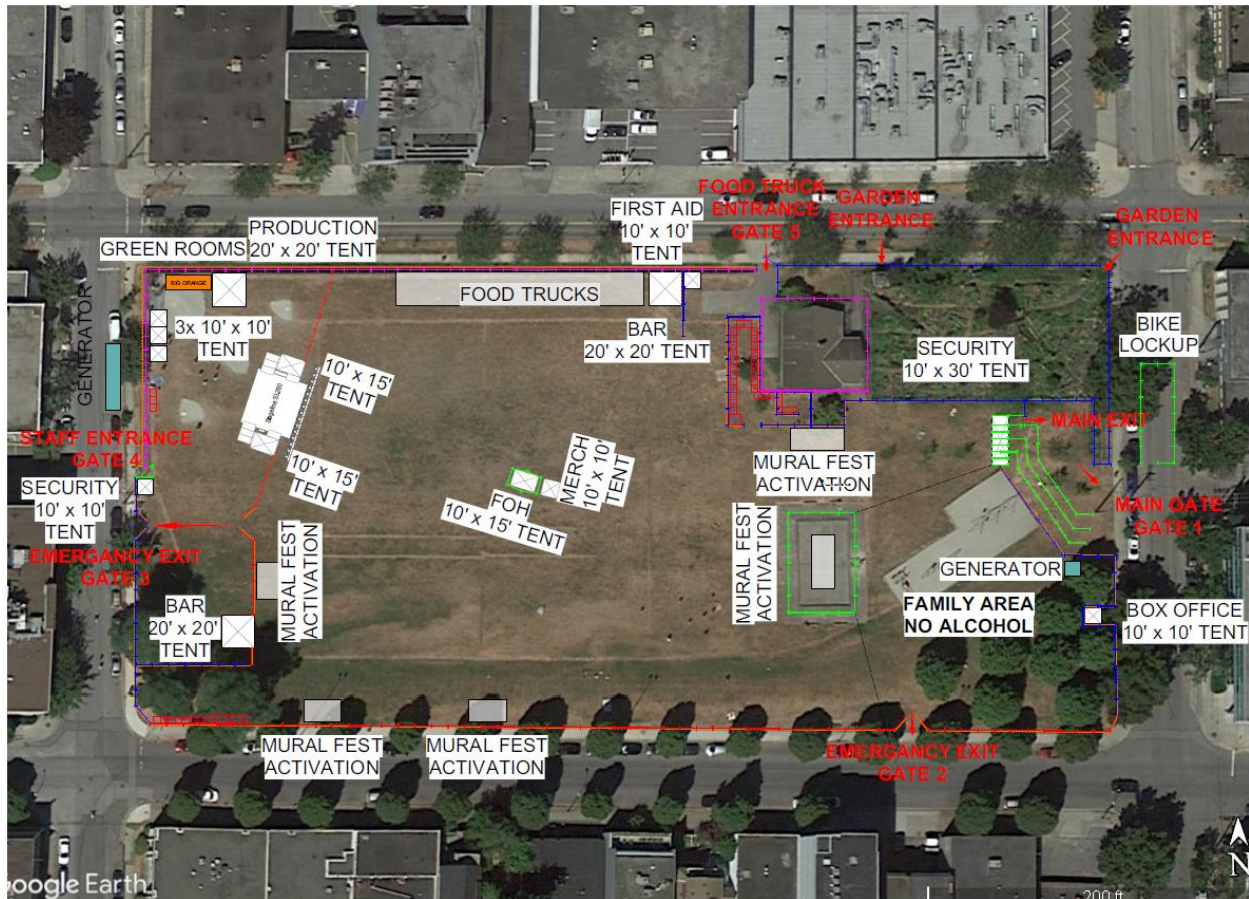 FOOD TRUCK
ENTRANCE
GATE 5
GARDEN
ENTRANCE
GARDEN
ENTRANCE
FIRST AID
10' x 10'
TENT
PRODUCTION
20' x 20' TENT
GREEN ROOMS
BIG ORANGE
FOOD TRUCKS
GENERATOR
3x 10' x 10'
TENT
BAR
20' x 20' TENT
SECURITY
10' x 30' TENT
BIKE
LOCKUP
10' x 15'
TENT
10' x 15'
TENT
MAIN EXIT
STAFF ENTRANCE
GATE 4
SECURITY
10' x 10'
TENT
MERCH
10' x 10'
TENT
FOH
10' x 15' TENT
MURAL FEST
ACTIVATION
MAIN GATE
GATE 1
EMERGANCY EXIT
GATE 3
MURAL FEST
ACTIVATION
MURAL FEST
ACTIVATION
GENERATOR
FAMILY AREA
NO ALCOHOL
BOX OFFICE
10' x 10' TENT
BAR
20' x 20'
TENT
MURAL FEST
ACTIVATION
MURAL FEST
ACTIVATION
EMERGANCY EXIT
GATE 2
N
Google Earth
200 ft